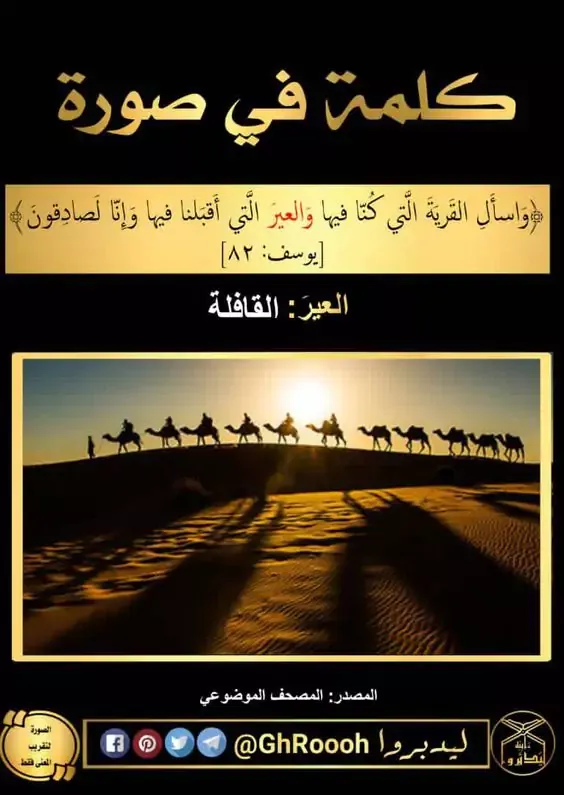 كلمة في صورة
﴿وَاسأَلِ القَريَةَ الَّتي كُنّا فيها وَالعيرَ الَّتي أَقبَلنا فيها وَإِنّا لَصادِقونَ﴾
[يوسف: ٨٢]
العيرَ: القافلة
المصدر: المصحف الموضوعي
ليدبروا @GhRoooh
الصورة
لتقريب
المعنى فقط.
ليدبروا